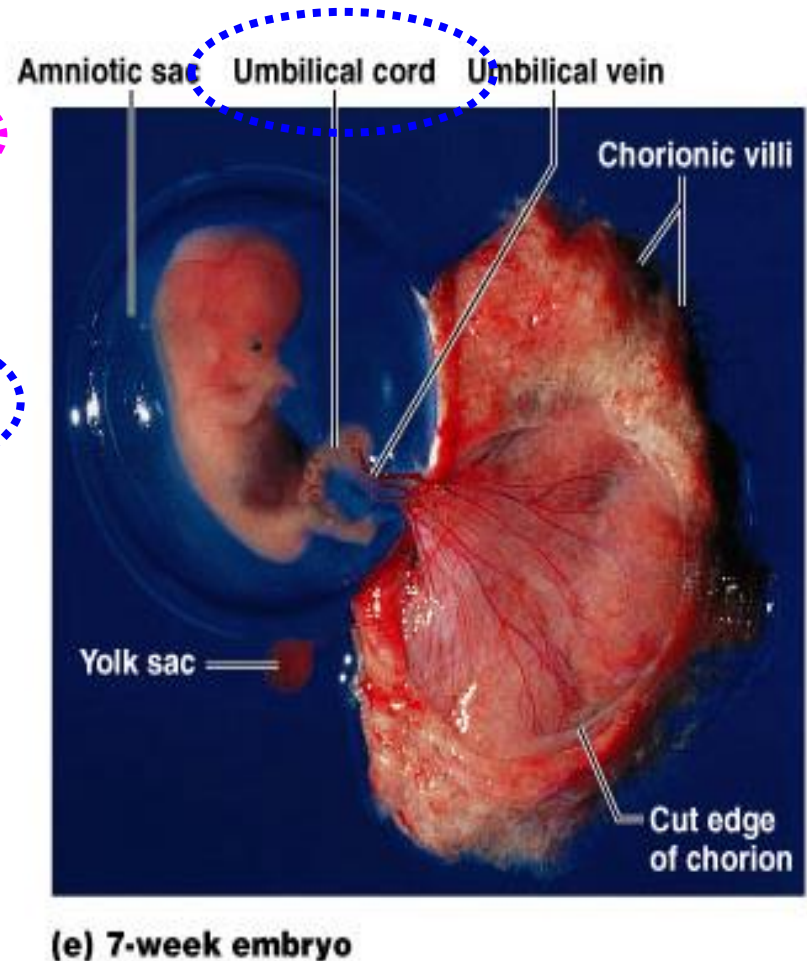 Amniotic sac Umbilical cord Umbilical vein
Chorionic villi
Yolk sac
Cut edge
of chorion
(e) 7-week embryo